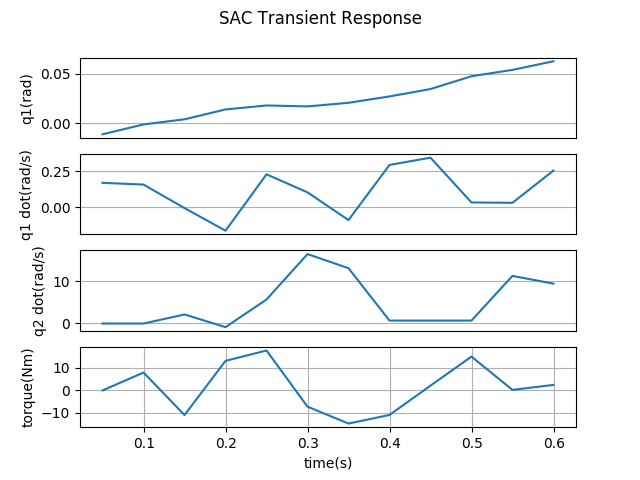 SAC Transient Response
q1(rad)
0.05
0.00
q1 dot(rad/s)
0.25
0.00
q2 dot(rad/s)
10
0
torque(Nm)
10
0
−10
0.1 0.2 0.3 0.4 0.5 0.6
time(s)